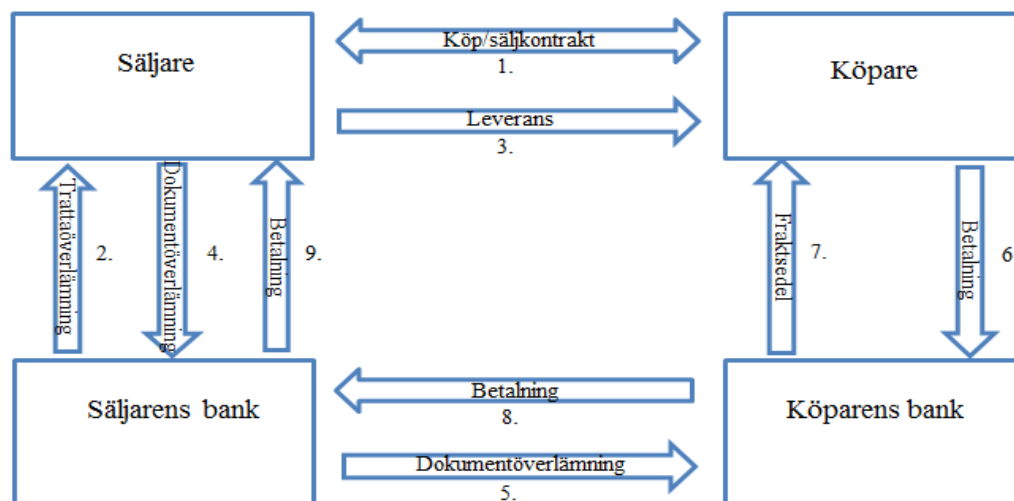 Säljare
Köp/säljkontrakt
1.
Köpare
Leverans
3.
Trattaöverlämning
2.
Dokumentöverlämning
4.
Betalning
9.
Fraktsedel
7.
Betalning
6.
Säljarens bank
Betalning
8.
Köparens bank
Dokumentöverlämning
5.